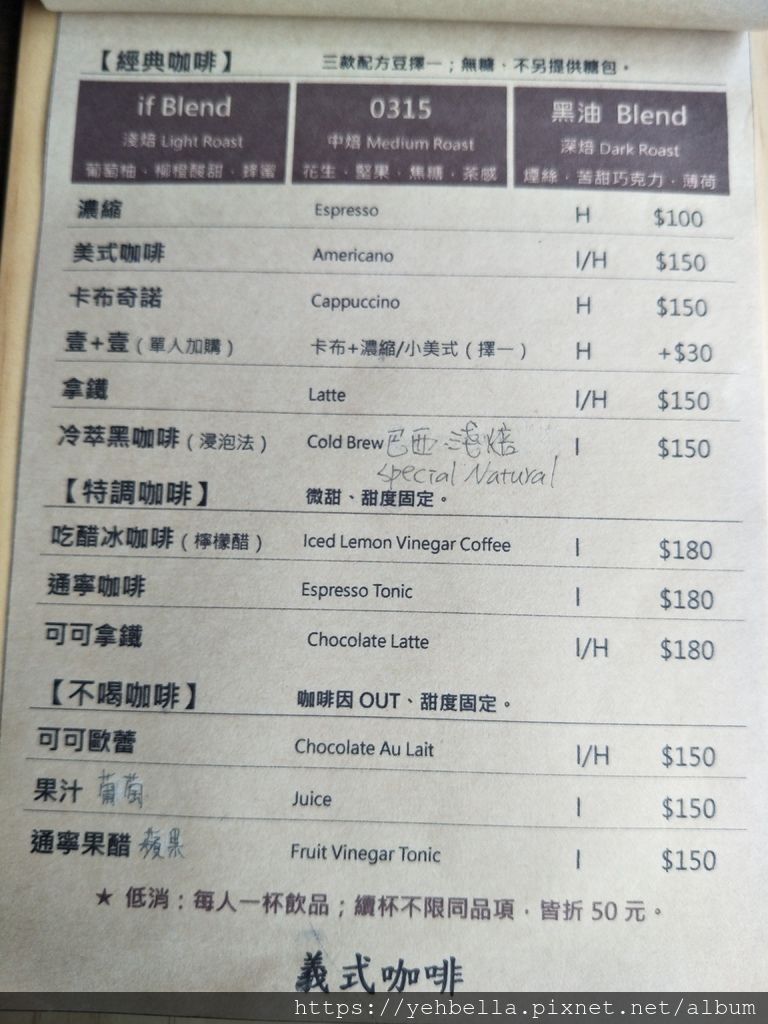 【經典咖啡】 三款配方豆擇一；無糖、不另提供糖包。
if Blend 0315 黑油 Blend
淺焙 Light Roast 中焙 Medium Roast 深焙 Dark Roast
葡萄柚．柳橙酸甜．蜂蜜 花生．堅果．焦糖．茶感 煙絲．苦甜巧克力．薄荷
濃縮 Espresso H $100
美式咖啡 Americano I/H $150
卡布奇諾 Cappuccino H $150
壹+壹（單人加購） 卡布+濃縮/小美式（擇一） H +$30
拿鐵 Latte I/H $150
冷萃黑咖啡（浸泡法） Cold Brew 巴西．淺焙 I $150
Special Natural
【特調咖啡】 微甜、甜度固定。
吃醋冰咖啡（檸檬醋） Iced Lemon Vinegar Coffee I $180
通寧咖啡 Espresso Tonic I $180
可可拿鐵 Chocolate Latte I/H $180
【不喝咖啡】 咖啡因 OUT、甜度固定。
可可歐蕾 Chocolate Au Lait I/H $150
果汁 葡萄 Juice I $150
通寧果醋 蘋果 Fruit Vinegar Tonic I $150
★ 低消：每人一杯飲品；續杯不限同品項，皆折 50 元。
義式咖啡
https://yehbella.pixnet.net/album